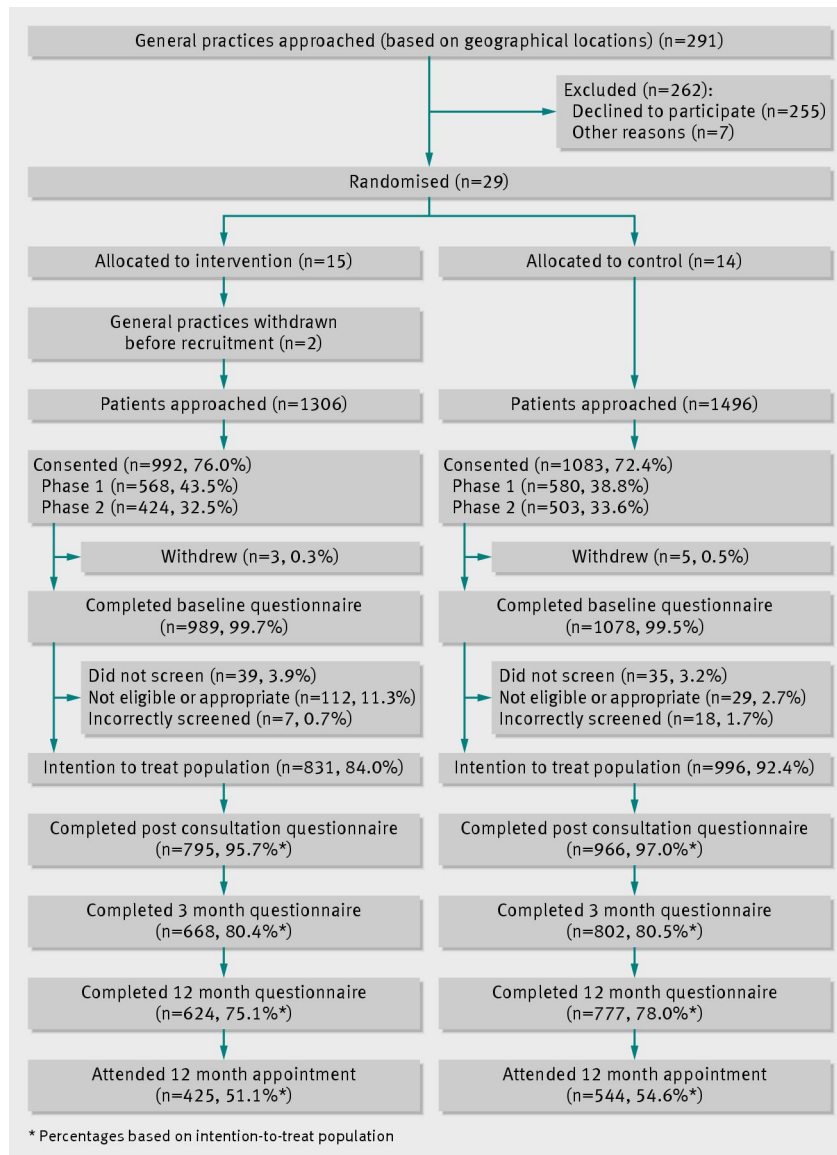 General practices approached (based on geographical locations) (n=291)
Excluded (n=262):
Declined to participate (n=255)
Other reasons (n=7)
Randomised (n=29)
Allocated to intervention (n=15)
Allocated to control (n=14)
General practices withdrawn
before recruitment (n=2)
Patients approached (n=1306)
Patients approached (n=1496)
Consented (n=992, 76.0%)
Phase 1 (n=568, 43.5%)
Phase 2 (n=424, 32.5%)
Consented (n=1083, 72.4%)
Phase 1 (n=580, 38.8%)
Phase 2 (n=503, 33.6%)
Withdrew (n=3, 0.3%)
Withdrew (n=5, 0.5%)
Completed baseline questionnaire
(n=989, 99.7%)
Completed baseline questionnaire
(n=1078, 99.5%)
Did not screen (n=39, 3.9%)
Not eligible or appropriate (n=112, 11.3%)
Incorrectly screened (n=7, 0.7%)
Did not screen (n=35, 3.2%)
Not eligible or appropriate (n=29, 2.7%)
Incorrectly screened (n=18, 1.7%)
Intention to treat population (n=831, 84.0%)
Intention to treat population (n=996, 92.4%)
Completed post consultation questionnaire
(n=795, 95.7%*)
Completed post consultation questionnaire
(n=966, 97.0%*)
Completed 3 month questionnaire
(n=668, 80.4%*)
Completed 3 month questionnaire
(n=802, 80.5%*)
Completed 12 month questionnaire
(n=624, 75.1%*)
Completed 12 month questionnaire
(n=777, 78.0%*)
Attended 12 month appointment
(n=425, 51.1%*)
Attended 12 month appointment
(n=544, 54.6%*)
* Percentages based on intention-to-treat population